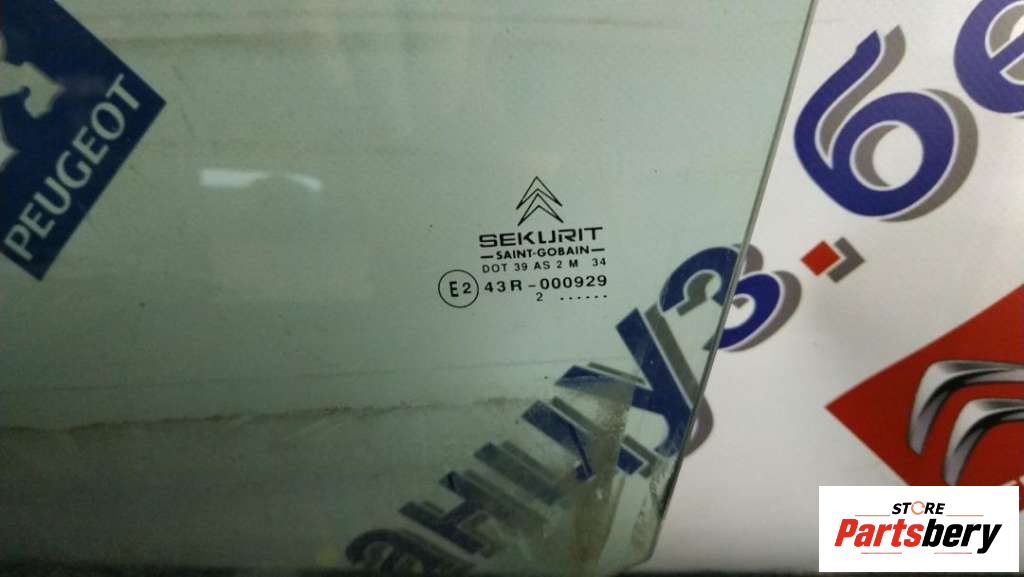 PEUGEOT
SEKURIT
SAINT-GOBAIN
DOT 39 AS 2 M 34
E2 43R-000929
2 ......
STORE
Partsbery